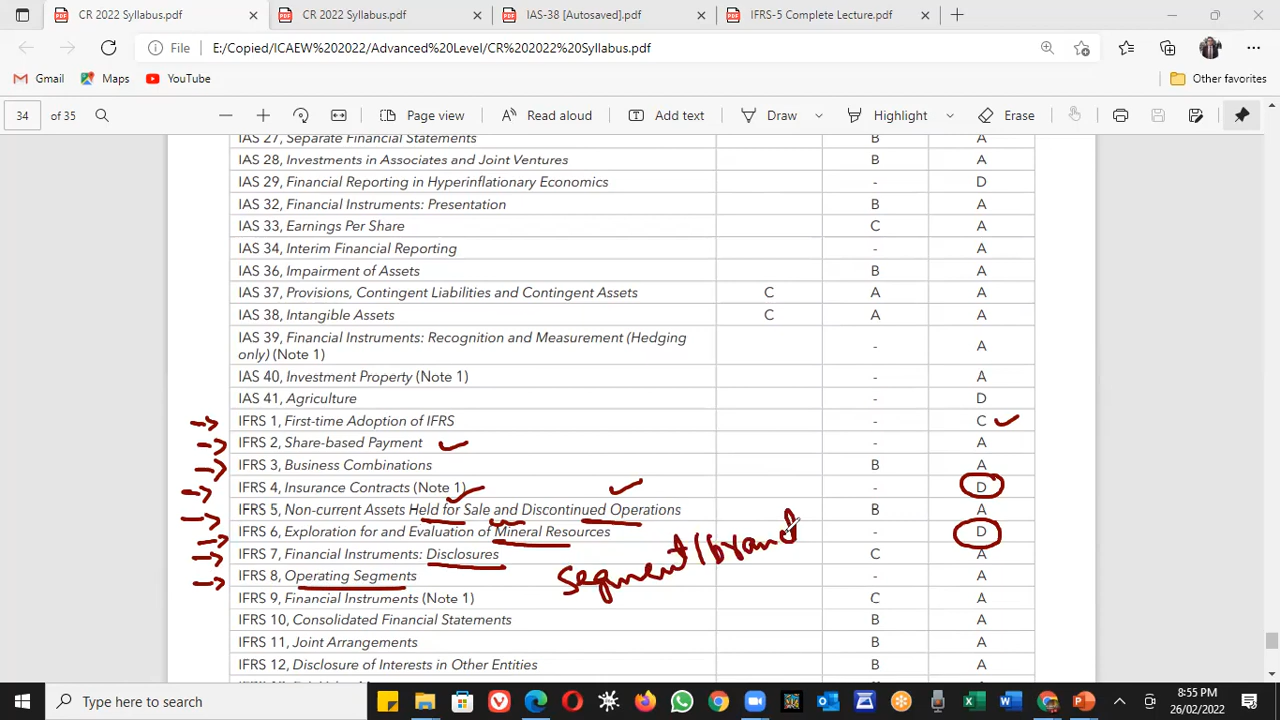 CR 2022 Syllabus.pdf
CR 2022 Syllabus.pdf
IAS-38 [Autosaved].pdf
IFRS-5 Complete Lecture.pdf
File
E:/Copied/ICAEW%202022/Advanced%20Level/CR%202022%20Syllabus.pdf
Gmail
Maps
YouTube
Other favorites
34 of 35
Page view
Read aloud
Add text
Draw
Highlight
Erase
IAS 27, Separate Financial Statements B A
IAS 28, Investments in Associates and Joint Ventures B A
IAS 29, Financial Reporting in Hyperinflationary Economics - D
IAS 32, Financial Instruments: Presentation B A
IAS 33, Earnings Per Share C A
IAS 34, Interim Financial Reporting - A
IAS 36, Impairment of Assets B A
IAS 37, Provisions, Contingent Liabilities and Contingent Assets C A A
IAS 38, Intangible Assets C A A
IAS 39, Financial Instruments: Recognition and Measurement (Hedging
only) (Note 1) - A
IAS 40, Investment Property (Note 1) - A
IAS 41, Agriculture - D
IFRS 1, First-time Adoption of IFRS - C
IFRS 2, Share-based Payment - A
IFRS 3, Business Combinations B A
IFRS 4, Insurance Contracts (Note 1) - D
IFRS 5, Non-current Assets Held for Sale and Discontinued Operations B A
IFRS 6, Exploration for and Evaluation of Mineral Resources - D
segment/brand
IFRS 7, Financial Instruments: Disclosures C A
IFRS 8, Operating Segments - A
IFRS 9, Financial Instruments (Note 1) C A
IFRS 10, Consolidated Financial Statements B A
IFRS 11, Joint Arrangements B A
IFRS 12, Disclosure of Interests in Other Entities B A
Type here to search
8:55 PM
26/02/2022